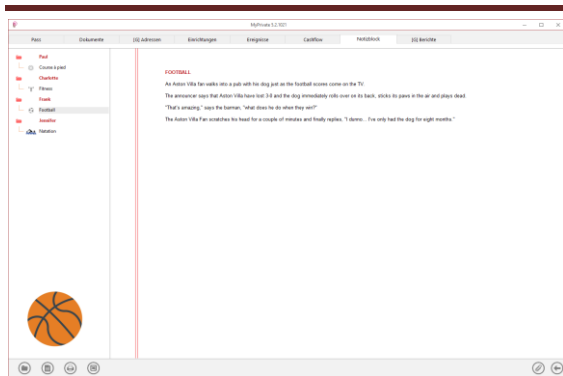 MyPrivate 5.2.1021
Pass Dokumente (G) Adressen Einrichtungen Ereignisse Cashflow Notizblock (G) Berichte
Paul
Course à pied
Charlotte
Fitness
Frank
Football
Jennifer
Natation
FOOTBALL
An Aston Villa fan walks into a pub with his dog just as the football scores come on the TV.
The announcer says that Aston Villa have lost 3-0 and the dog immediately rolls over on its back, sticks its paws in the air and plays dead.
"That's amazing," says the barman, "what does he do when they win?"
The Aston Villa Fan scratches his head for a couple of minutes and finally replies, "I dunno... I've only had the dog for eight months."